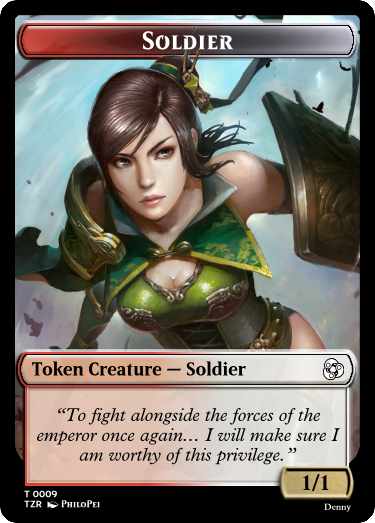 SOLDIER
Token Creature — Soldier
“To fight alongside the forces of the
emperor once again… I will make sure I
am worthy of this privilege.”
1/1
T 0009
TZR PHILOPEI
Denny